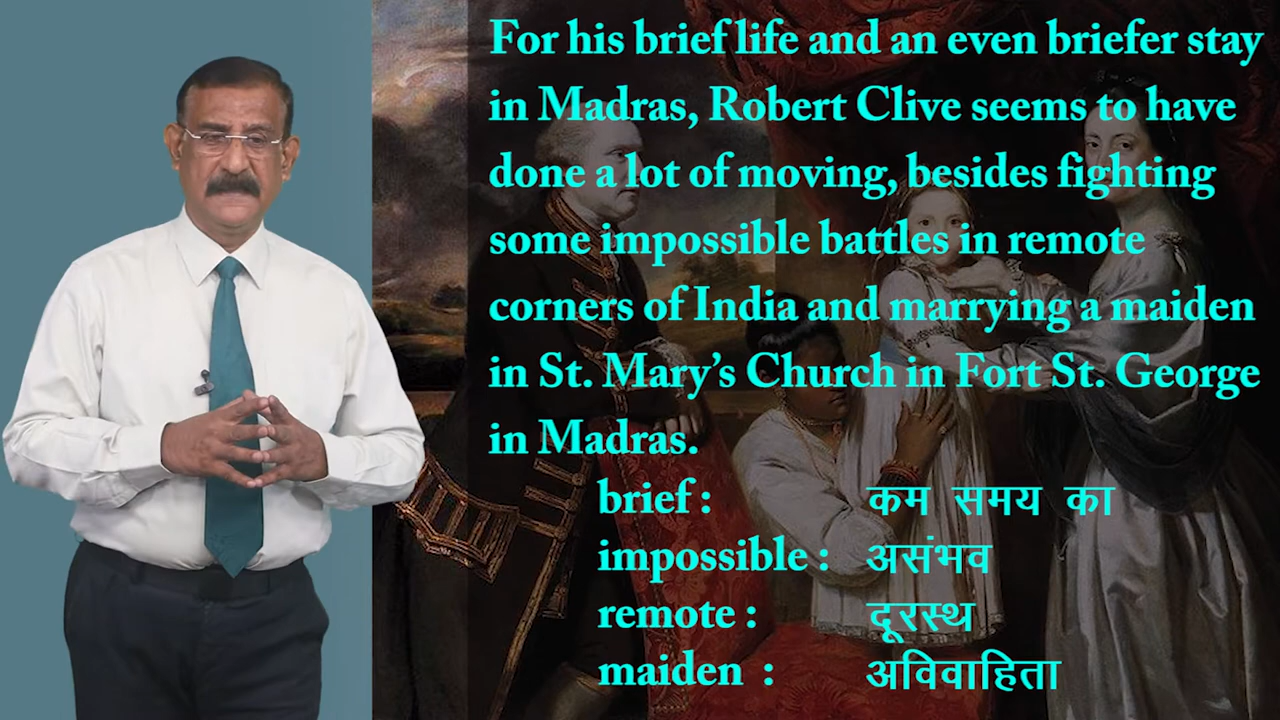 For his brief life and an even briefer stay
in Madras, Robert Clive seems to have
done a lot of moving, besides fighting
some impossible battles in remote
corners of India and marrying a maiden
in St. Mary's Church in Fort St. George
in Madras.
brief : कम समय का
impossible : असंभव
remote : दूरस्थ
maiden : अविवाहिता